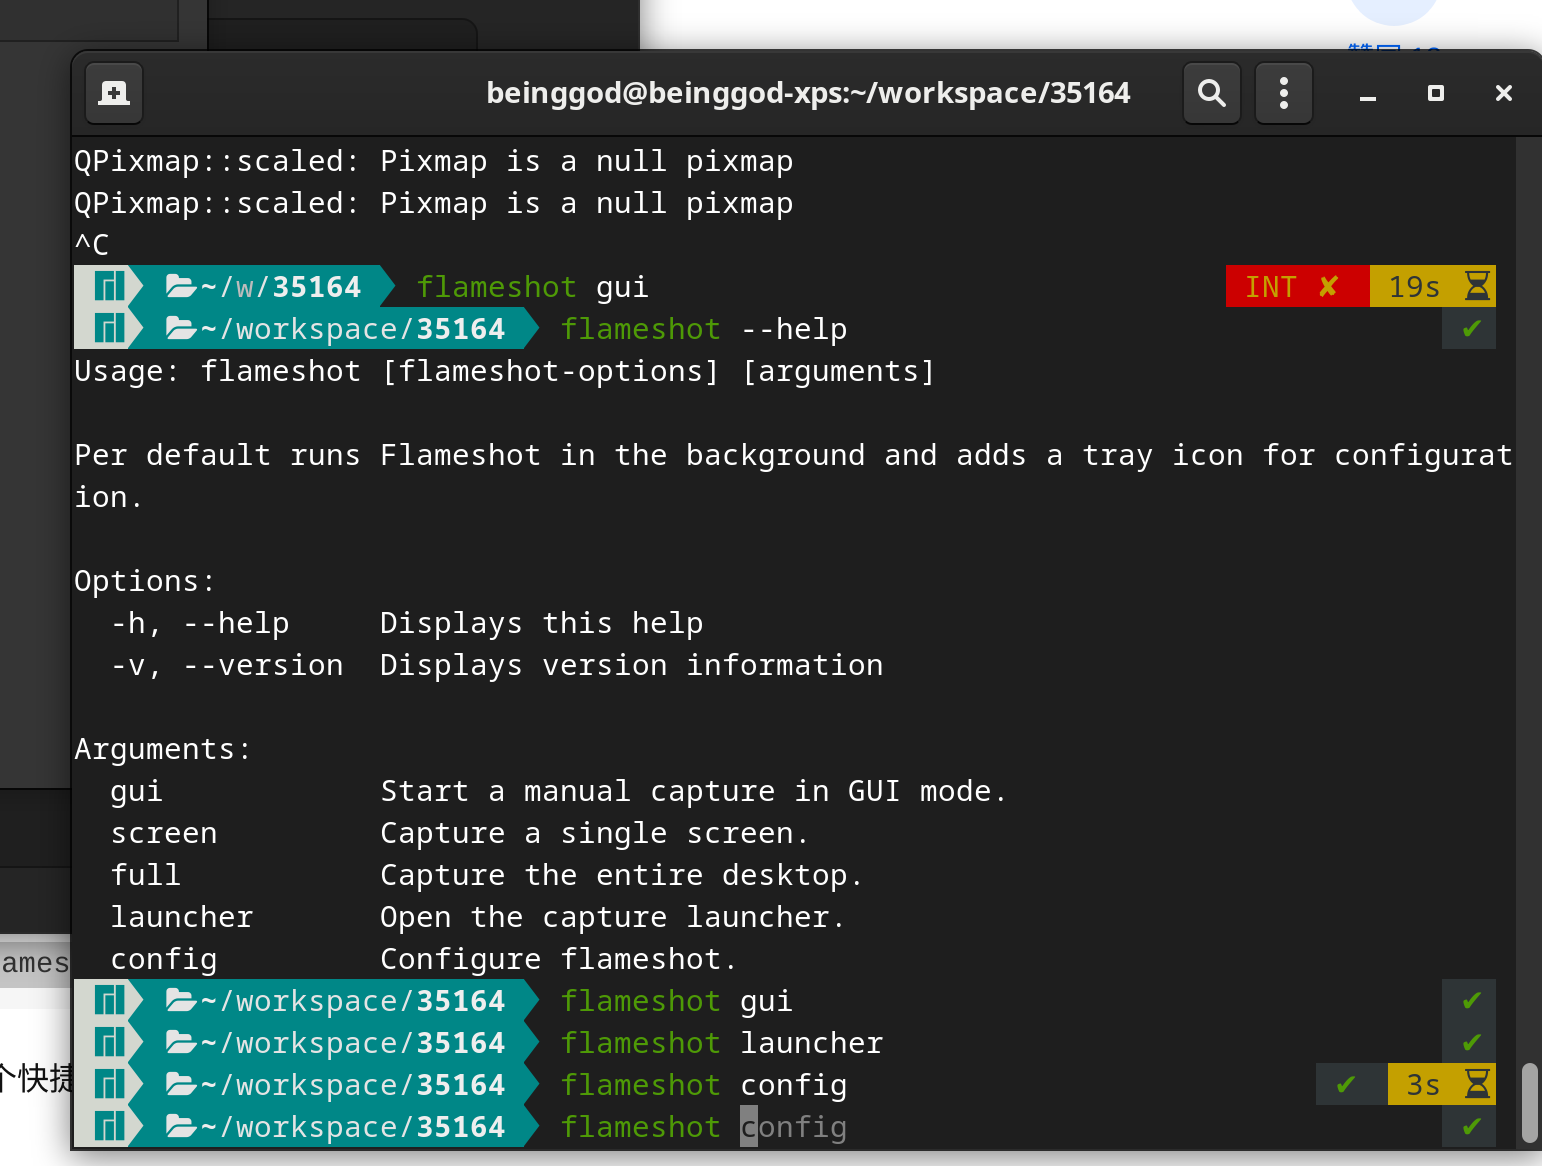 beinggod@beinggod-xps:~/workspace/35164
QPixmap::scaled: Pixmap is a null pixmap
QPixmap::scaled: Pixmap is a null pixmap
^C
~/w/35164 flameshot gui INT ✘ 19s
~/workspace/35164 flameshot --help ✔
Usage: flameshot [flameshot-options] [arguments]
Per default runs Flameshot in the background and adds a tray icon for configurat
ion.
Options:
-h, --help Displays this help
-v, --version Displays version information
Arguments:
gui Start a manual capture in GUI mode.
screen Capture a single screen.
full Capture the entire desktop.
launcher Open the capture launcher.
ames
config Configure flameshot.
~/workspace/35164 flameshot gui ✔
~/workspace/35164 flameshot launcher ✔
个快捷
~/workspace/35164 flameshot config ✔ 3s
~/workspace/35164 flameshot config ✔